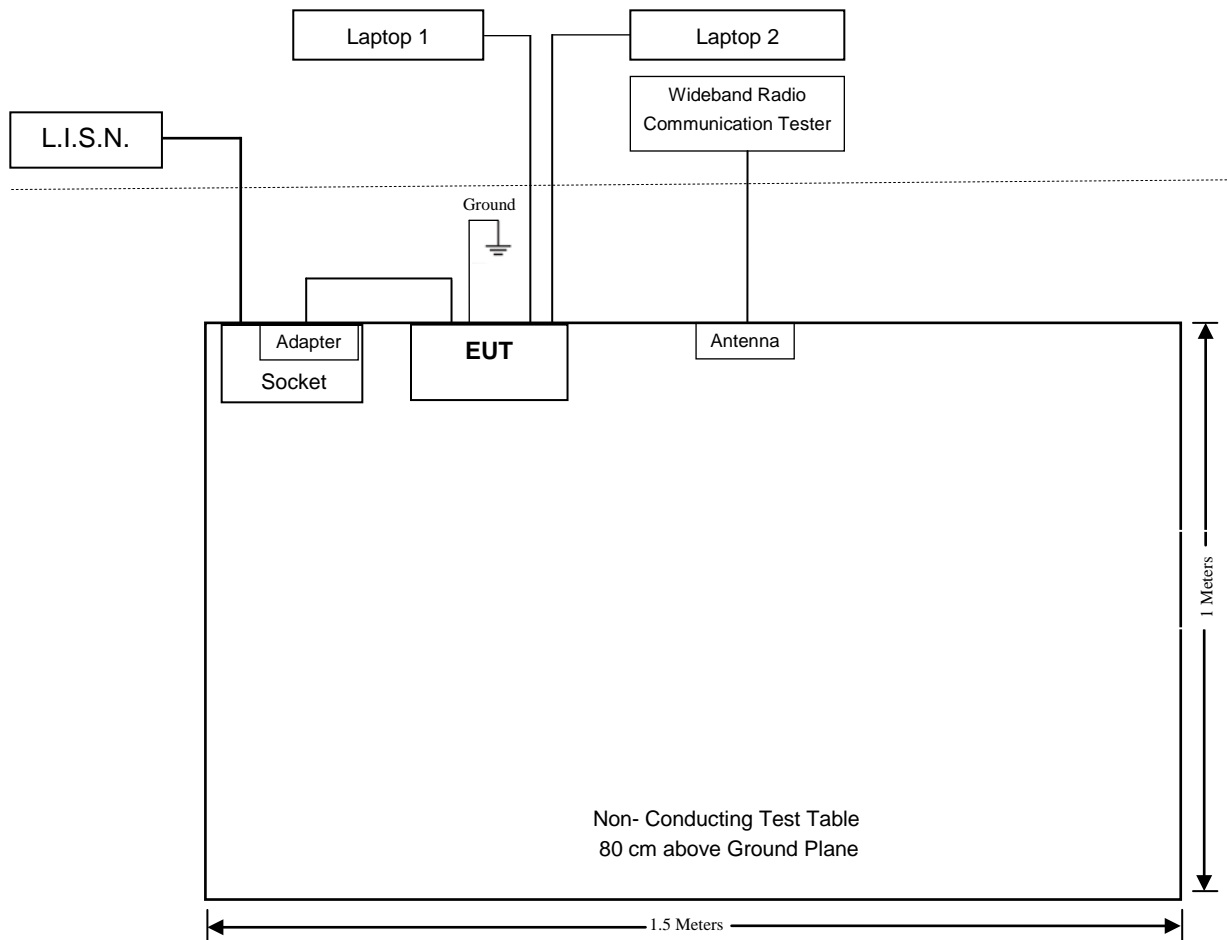 Laptop 1
Laptop 2
Wideband Radio
Communication Tester
L.I.S.N.
Ground
Adapter
Socket
EUT
Antenna
1 Meters
Non- Conducting Test Table
80 cm above Ground Plane
1.5 Meters